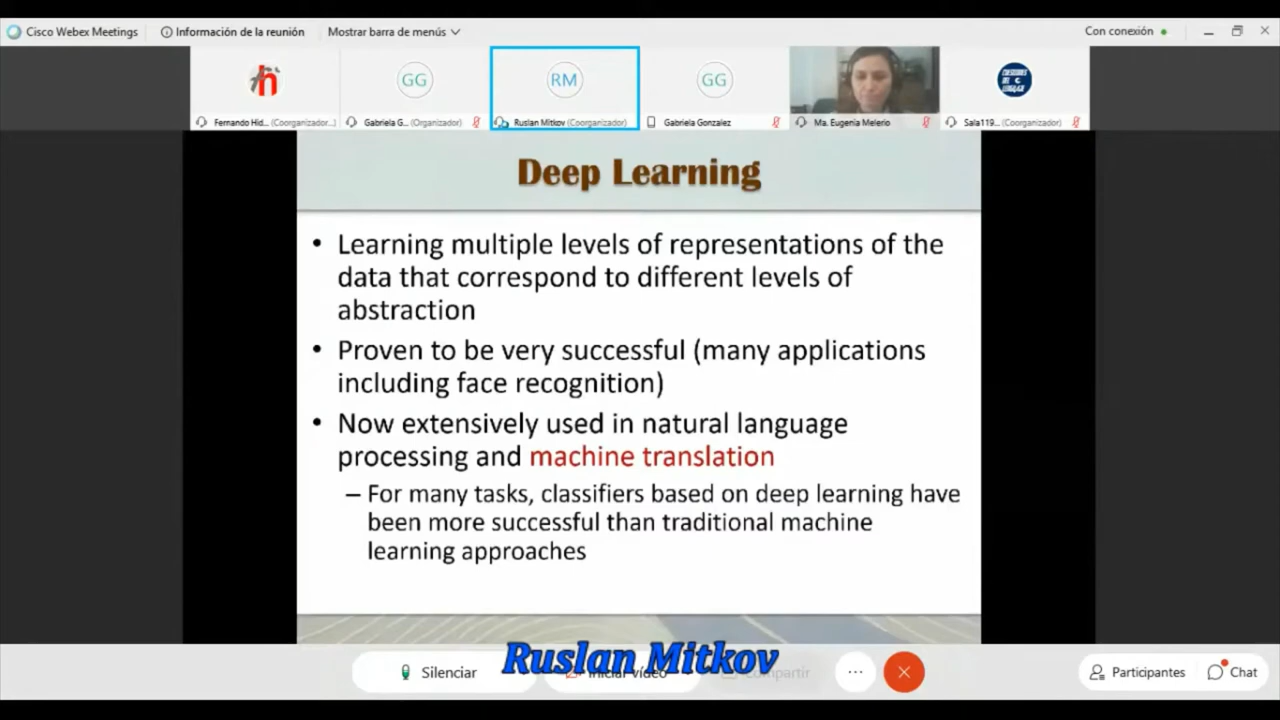 Cisco Webex Meetings
Información de la reunión
Mostrar barra de menús
Con conexión
h
GG
RM
GG
CUESTIONES DEL LENGUAJE
Fernando Hid... (Coorganizador...)
Gabriela G... (Organizador)
Ruslan Mitkov (Coorganizador)
Gabriela Gonzalez
Ma. Eugenia Melerio
Sala119... (Coorganizador)
Deep Learning
• Learning multiple levels of representations of the
data that correspond to different levels of
abstraction
• Proven to be very successful (many applications
including face recognition)
• Now extensively used in natural language
processing and machine translation
– For many tasks, classifiers based on deep learning have
been more successful than traditional machine
learning approaches
Ruslan Mitkov
Silenciar
Iniciar vídeo
Compartir
Participantes
Chat